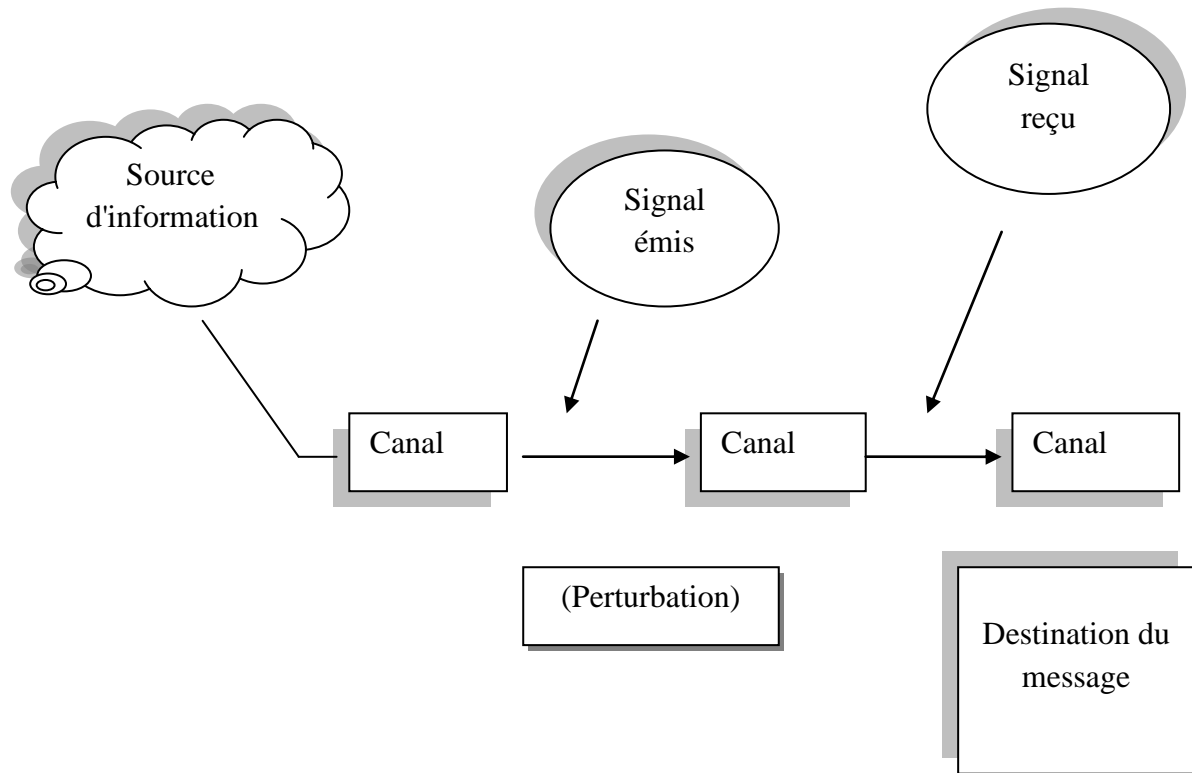 Source
d'information
Signal
émis
Signal
reçu
Canal
Canal
Canal
(Perturbation)
Destination du
message